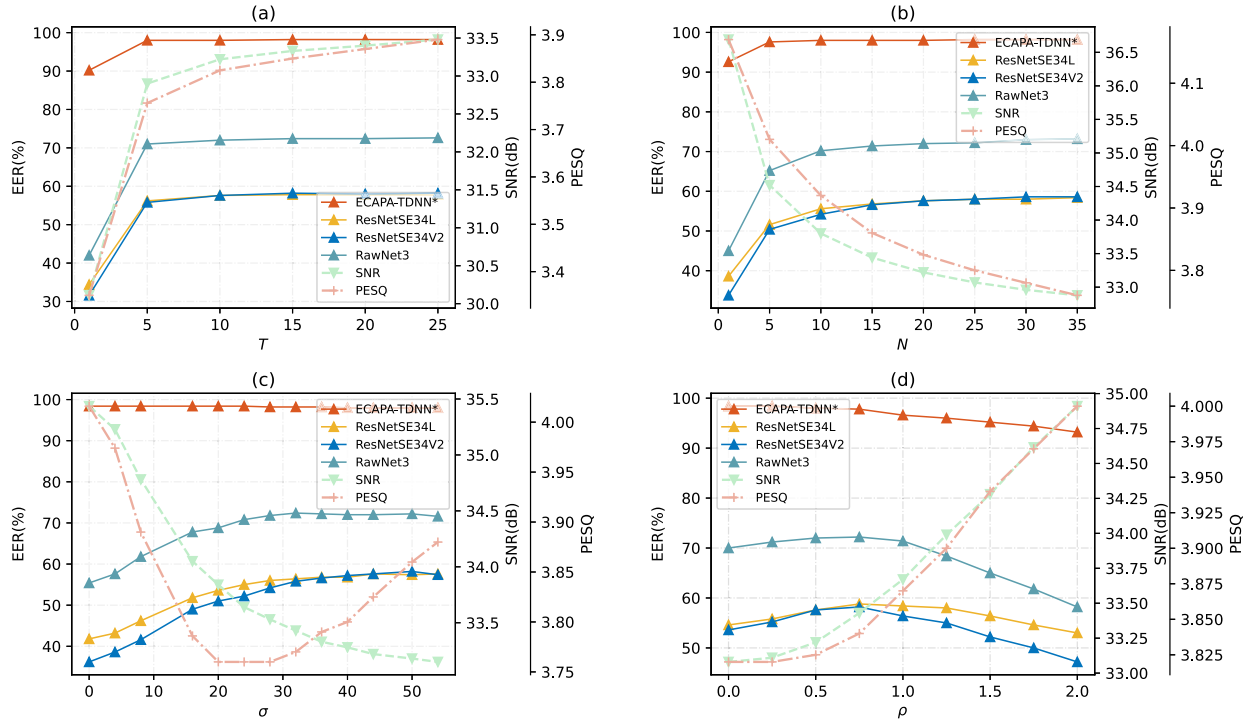 (a)
EER(%)
100
90
80
70
60
50
40
30
0
5
10
15
20
25
T
33.5
33.0
32.5
32.0
31.5
31.0
30.5
30.0
SNR(dB)
3.9
3.8
3.7
3.6
3.5
3.4
PESQ
ECAPA-TDNN*
ResNetSE34L
ResNetSE34V2
RawNet3
SNR
PESQ
(b)
EER(%)
100
90
80
70
60
50
40
0
5
10
15
20
25
30
35
N
36.5
36.0
35.5
35.0
34.5
34.0
33.5
33.0
SNR(dB)
4.1
4.0
3.9
3.8
PESQ
ECAPA-TDNN*
ResNetSE34L
ResNetSE34V2
RawNet3
SNR
PESQ
(c)
EER(%)
100
90
80
70
60
50
40
0
10
20
30
40
50
σ
35.5
35.0
34.5
34.0
33.5
SNR(dB)
4.00
3.95
3.90
3.85
3.80
3.75
PESQ
ECAPA-TDNN*
ResNetSE34L
ResNetSE34V2
RawNet3
SNR
PESQ
(d)
EER(%)
100
90
80
70
60
50
0.0
0.5
1.0
1.5
2.0
ρ
35.00
34.75
34.50
34.25
34.00
33.75
33.50
33.25
33.00
SNR(dB)
4.000
3.975
3.950
3.925
3.900
3.875
3.850
3.825
PESQ
ECAPA-TDNN*
ResNetSE34L
ResNetSE34V2
RawNet3
SNR
PESQ